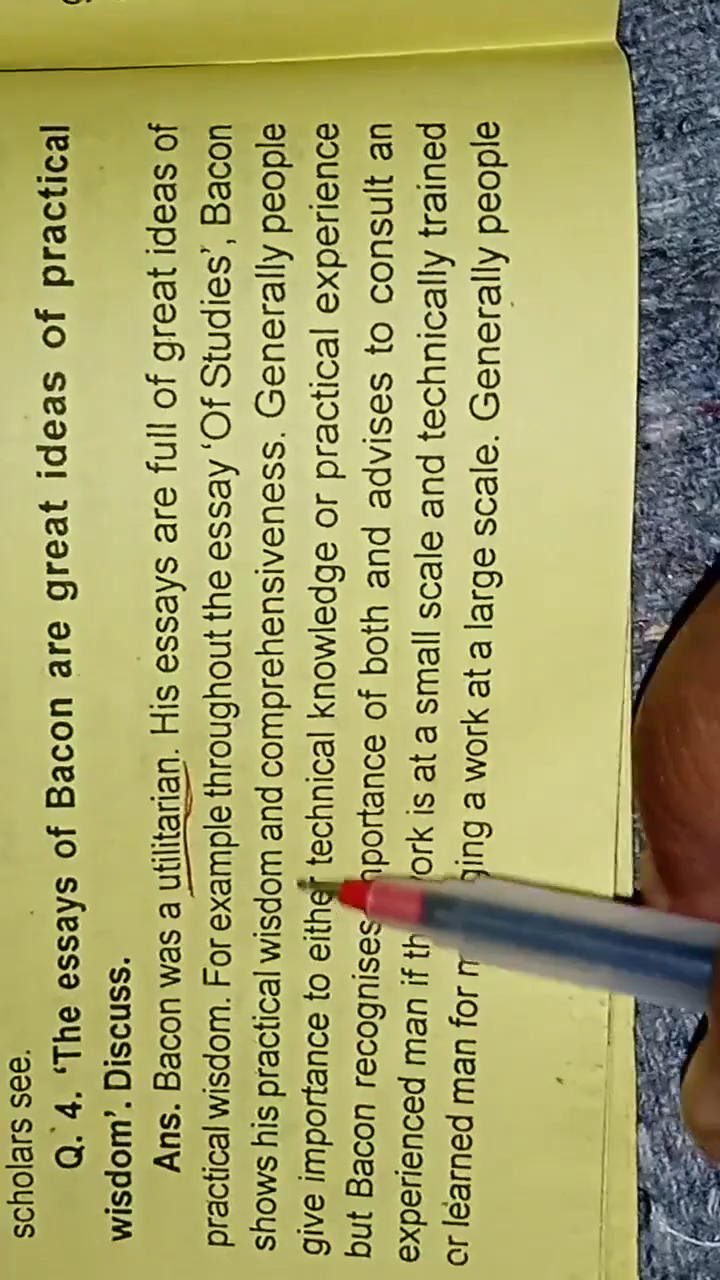 scholars see.
Q. 4. 'The essays of Bacon are great ideas of practical
wisdom'. Discuss.
Ans. Bacon was a utilitarian. His essays are full of great ideas of
practical wisdom. For example throughout the essay 'Of Studies', Bacon
shows his practical wisdom and comprehensiveness. Generally people
give importance to either technical knowledge or practical experience
but Bacon recognises of both and advises to consult an
experienced man if is at a small scale and technically trained
or learned man for a work at a large scale. Generally people